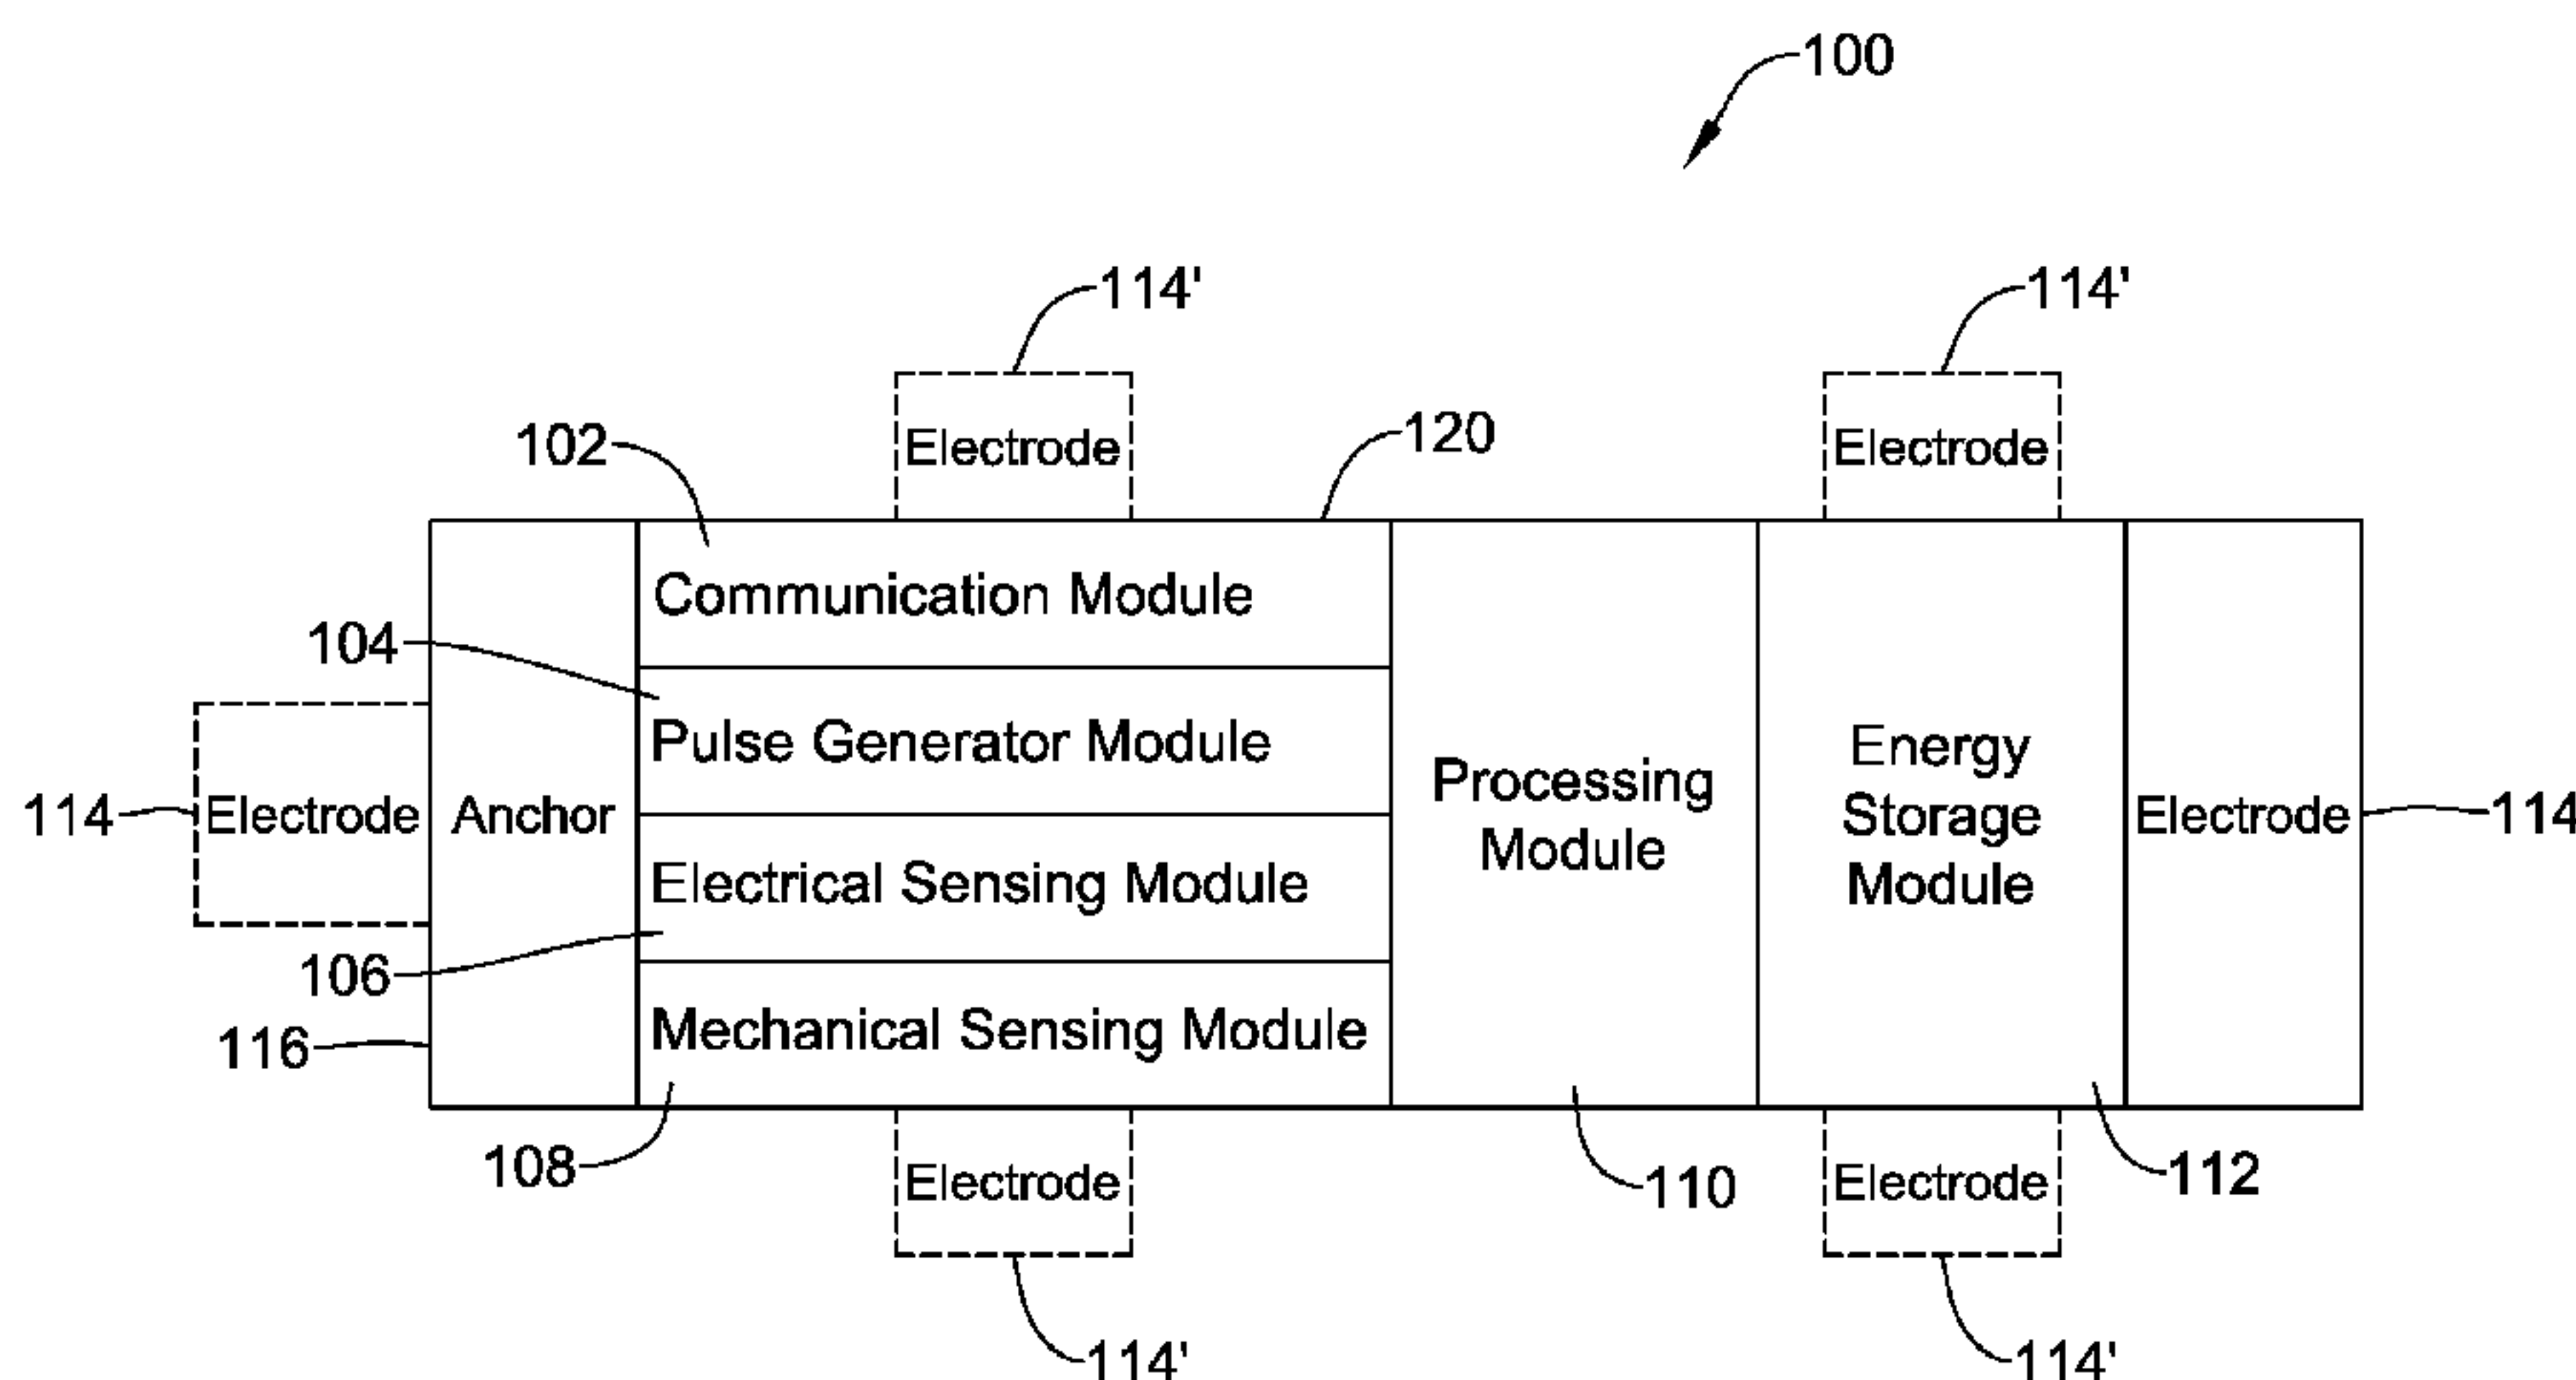 100
114'
114'
102
Electrode
120
Electrode
Communication Module
104
Pulse Generator Module
Energy
Storage
Module
Processing
Module
114
Electrode
Anchor
Electrode
114
Electrical Sensing Module
106
Mechanical Sensing Module
116
108
Electrode
110
Electrode
112
114'
114'